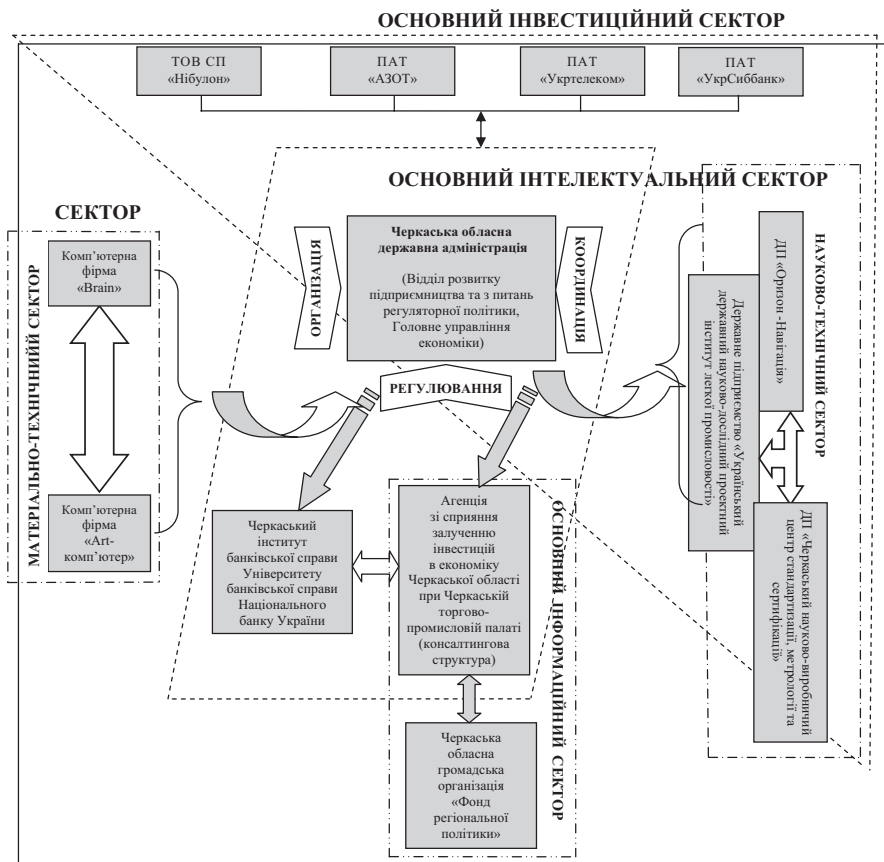 ОСНОВНИЙ ІНВЕСТИЦІЙНИЙ СЕКТОР
ТОВ СП
«Нібулон»
ПАТ
«АЗОТ»
ПАТ
«Укртелеком»
ПАТ
«УкрСиббанк»
ОСНОВНИЙ ІНТЕЛЕКТУАЛЬНИЙ СЕКТОР
СЕКТОР
МАТЕРІАЛЬНО-ТЕХНІЧНИЙ СЕКТОР
Комп’ютерна
фірма
«Brain»
Комп’ютерна
фірма
«Art-
комп’ютер»
ОРГАНІЗАЦІЯ
Черкаська обласна
державна адміністрація
(Відділ розвитку
підприємництва та з питань
регуляторної політики,
Головне управління
економіки)
КООРДИНАЦІЯ
РЕГУЛЮВАННЯ
Черкаський
інститут
банківської справи
Університету
банківської справи
Національного
банку України
Агенція
зі сприяння
залученню
інвестицій
в економіку
Черкаської області
при Черкаській
торгово-
промисловій палаті
(консалтингова
структура)
Черкаська
обласна
громадська
організація
«Фонд
регіональної
політики»
ОСНОВНИЙ ІНФОРМАЦІЙНИЙ СЕКТОР
Державне підприємство «Український
державний науково-дослідний проектний
інститут легкої промисловості»
ДП «Оризон-Навігація»
ДП «Черкаський науково-виробничий
центр стандартизації, метрології та
сертифікації»
НАУКОВО-ТЕХНІЧНИЙ СЕКТОР